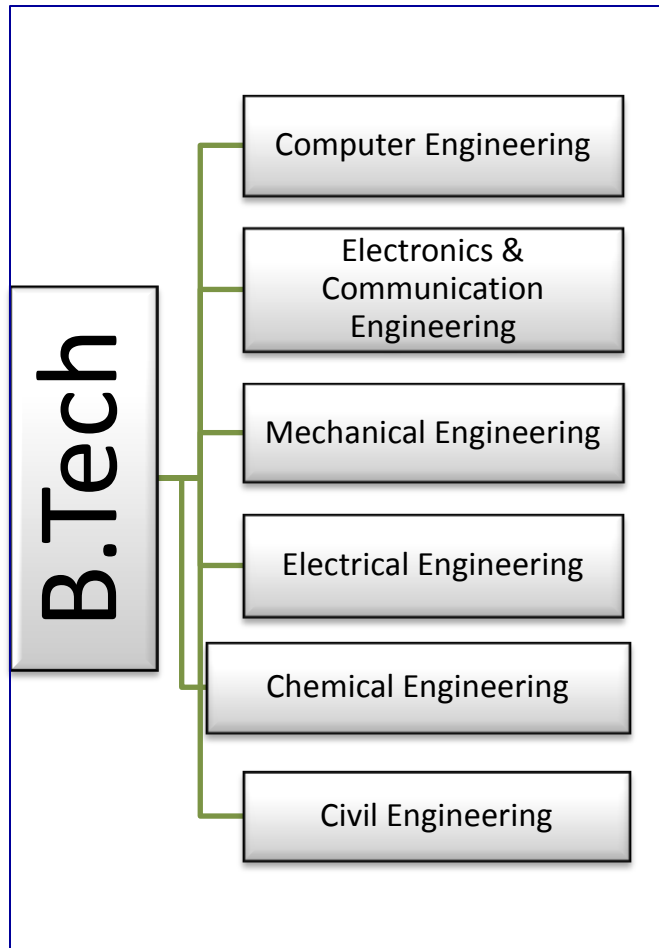 B.Tech
Computer Engineering
Electronics &
Communication
Engineering
Mechanical Engineering
Electrical Engineering
Chemical Engineering
Civil Engineering